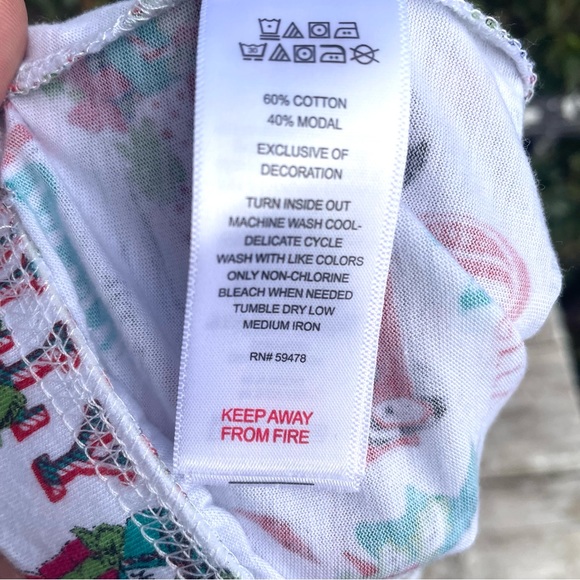 30
60% COTTON
40% MODAL
EXCLUSIVE OF
DECORATION
TURN INSIDE OUT
MACHINE WASH COOL-
DELICATE CYCLE
WASH WITH LIKE COLORS
ONLY NON-CHLORINE
BLEACH WHEN NEEDED
TUMBLE DRY LOW
MEDIUM IRON
RN# 59478
KEEP AWAY
FROM FIRE